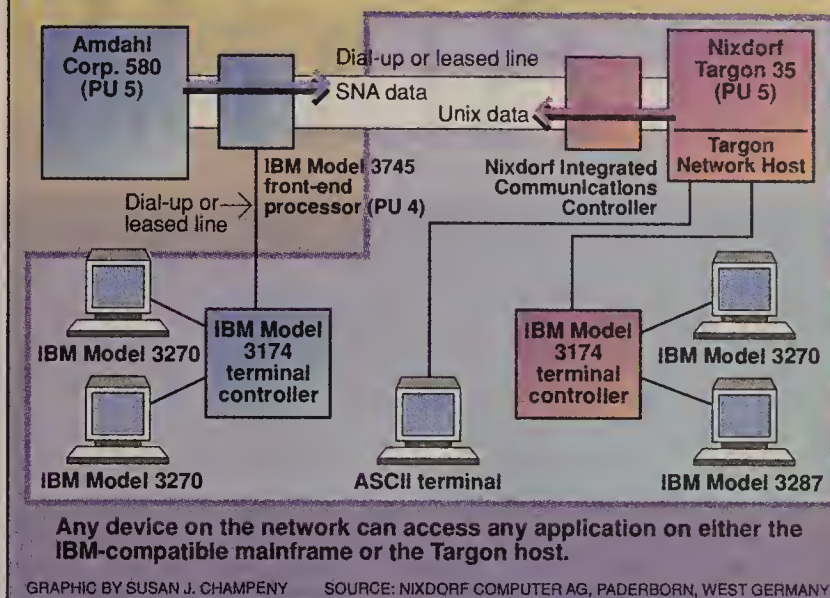 Amdahl
Corp. 580
(PU 5)
Dial-up or leased line
SNA data
Unix data
Nixdorf
Targon 35
(PU 5)
Targon
Network Host
IBM Model 3745
front-end
processor (PU 4)
Nixdorf Integrated
Communications
Controller
Dial-up or
leased line
IBM Model 3270
IBM Model
3174
terminal
controller
IBM Model 3270
ASCII terminal
IBM Model
3174
terminal
controller
IBM Model 3270
IBM Model 3287
Any device on the network can access any application on either the
IBM-compatible mainframe or the Targon host.
GRAPHIC BY SUSAN J. CHAMPENY SOURCE: NIXDORF COMPUTER AG, PADERBORN, WEST GERMANY